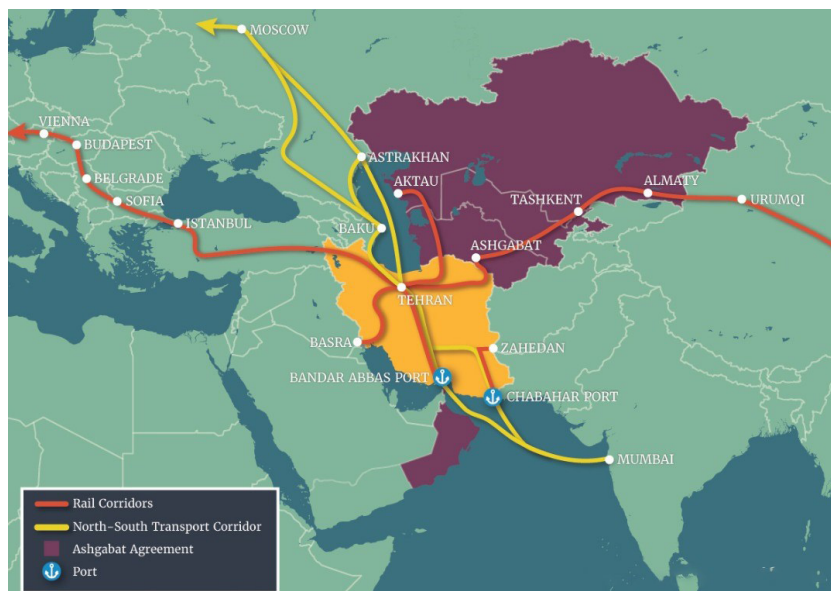 MOSCOW
VIENNA
BUDAPEST
ASTRAKHAN
BELGRADE
AKTAU
ALMATY
TASHKENT
URUMQI
SOFIA
ISTANBUL
BAKU
ASHGABAT
TEHRAN
BASRA
ZAHEDAN
BANDAR ABBAS PORT
CHABAHAR PORT
MUMBAI
Rail Corridors
North-South Transport Corridor
Ashgabat Agreement
Port